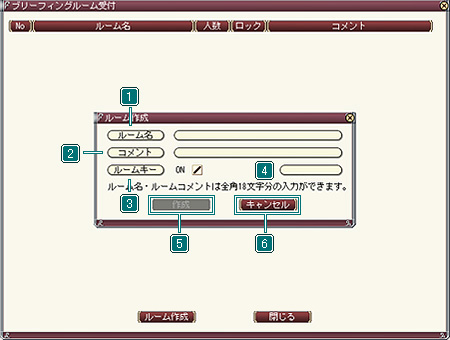 ブリーフィングルーム受付
No ルーム名 人数 ロック コメント
1
ルーム作成
ルーム名
2 コメント
ルームキー ON 4
ルーム名・ルームコメントは全角18文字分の入力ができます。
3 作成 キャンセル
5 6
ルーム作成 閉じる